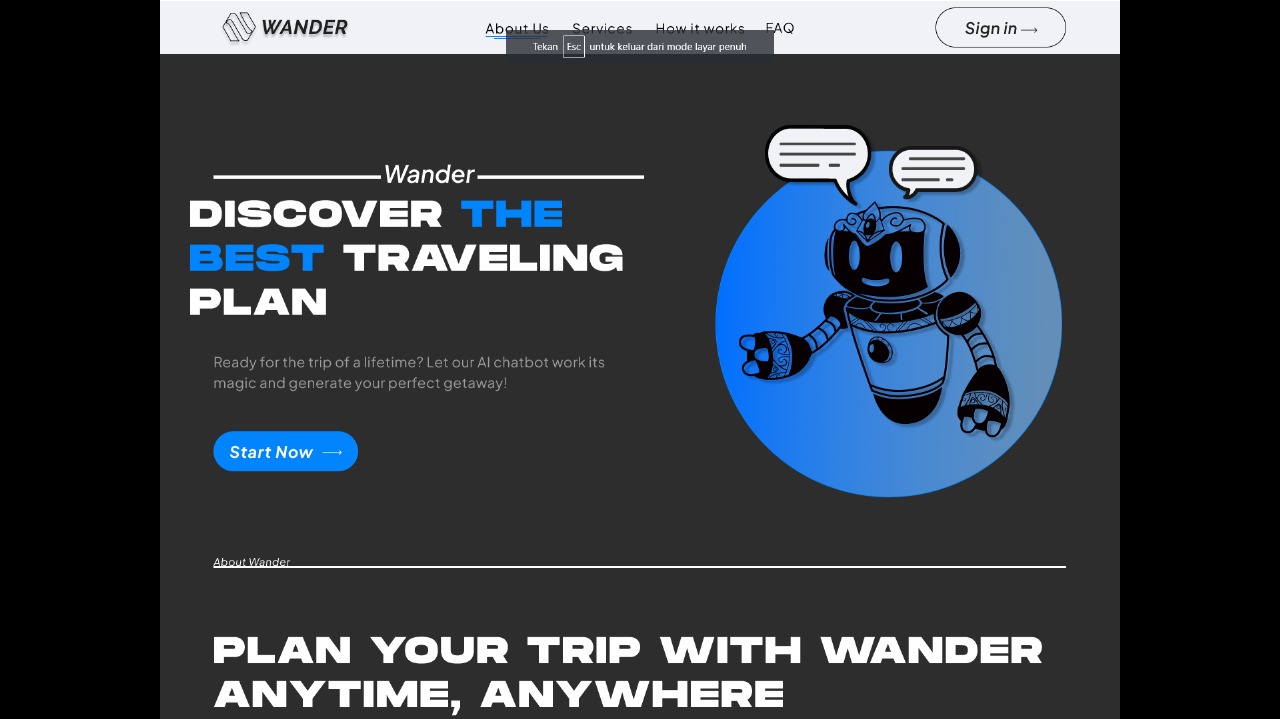 WANDER
About Us Services How it works FAQ
Sign in
Tekan Esc untuk keluar dari mode layar penuh
Wander
DISCOVER THE
BEST TRAVELING
PLAN
Ready for the trip of a lifetime? Let our AI chatbot work its
magic and generate your perfect getaway!
Start Now
About Wander
PLAN YOUR TRIP WITH WANDER
ANYTIME, ANYWHERE